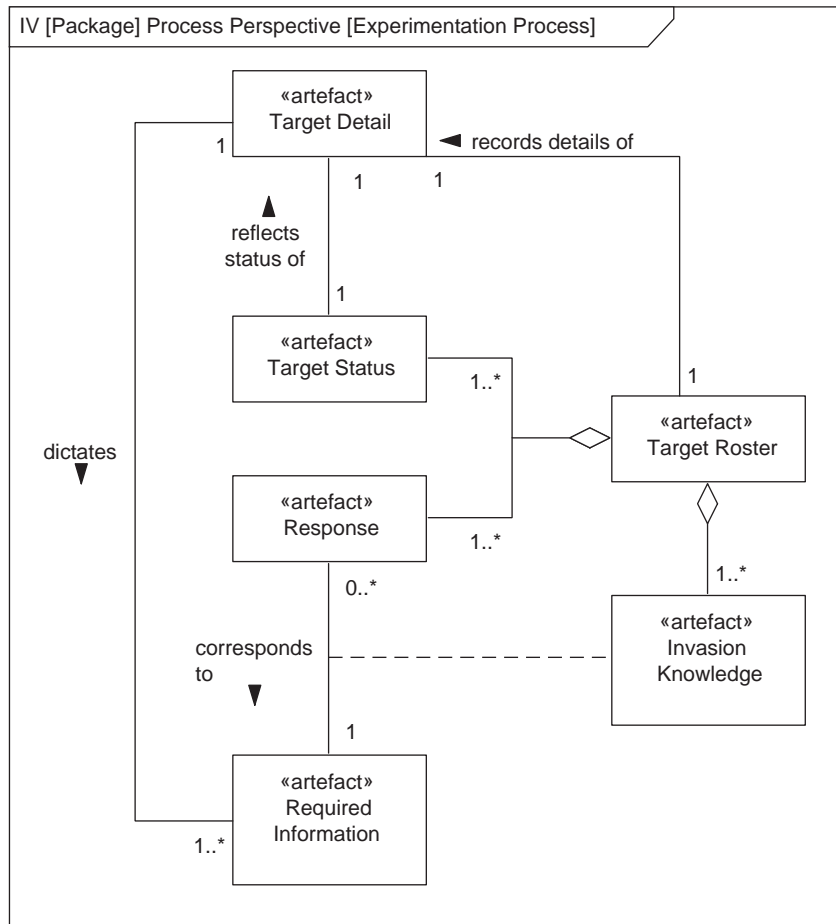 IV [Package] Process Perspective [Experimentation Process]
«artefact»
Target Detail
1
records details of
1
1
reflects
status of
1
«artefact»
Target Status
1..*
1
«artefact»
Target Roster
dictates
«artefact»
Response
1..*
0..*
1..*
«artefact»
Invasion
Knowledge
corresponds
to
1
«artefact»
Required
Information
1..*